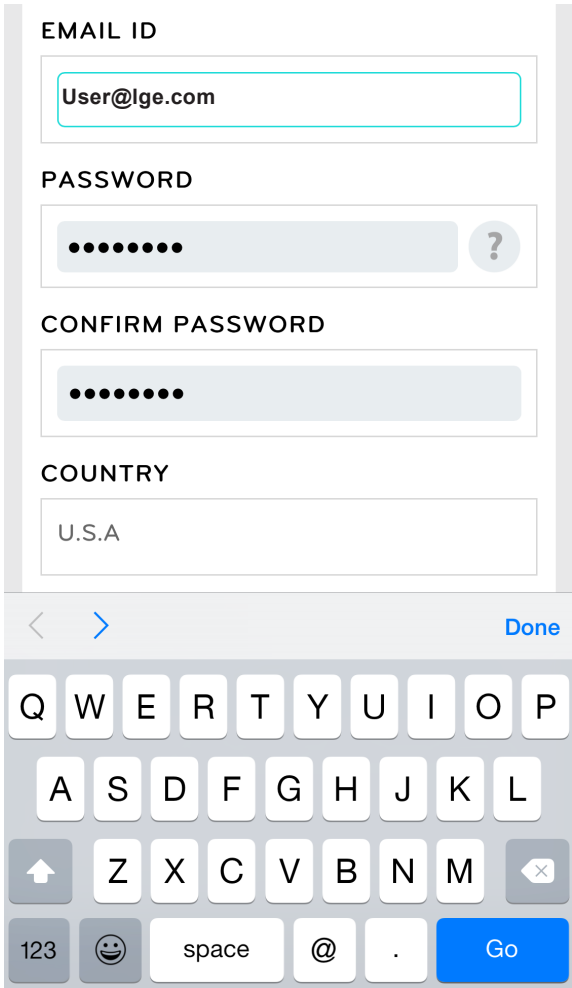 EMAIL ID
User@lge.com
PASSWORD
••••••••
?
CONFIRM PASSWORD
••••••••
COUNTRY
U.S.A
Done
Q W E R T Y U I O P
A S D F G H J K L
Z X C V B N M
123 space @ . Go